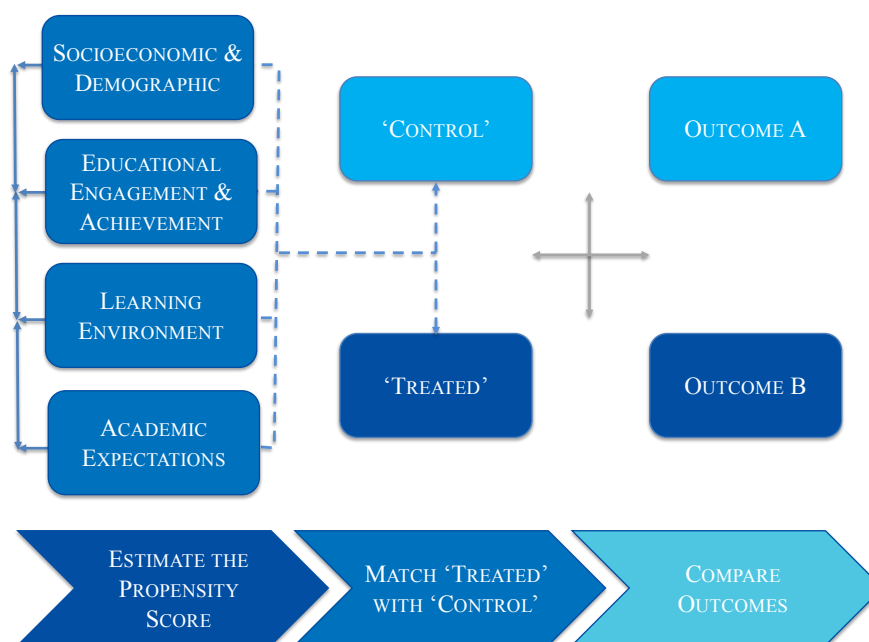 SOCIOECONOMIC &
DEMOGRAPHIC
EDUCATIONAL
ENGAGEMENT &
ACHIEVEMENT
LEARNING
ENVIRONMENT
ACADEMIC
EXPECTATIONS
‘CONTROL’
‘TREATED’
OUTCOME A
OUTCOME B
ESTIMATE THE
PROPENSITY
SCORE
MATCH ‘TREATED’
WITH ‘CONTROL’
COMPARE
OUTCOMES